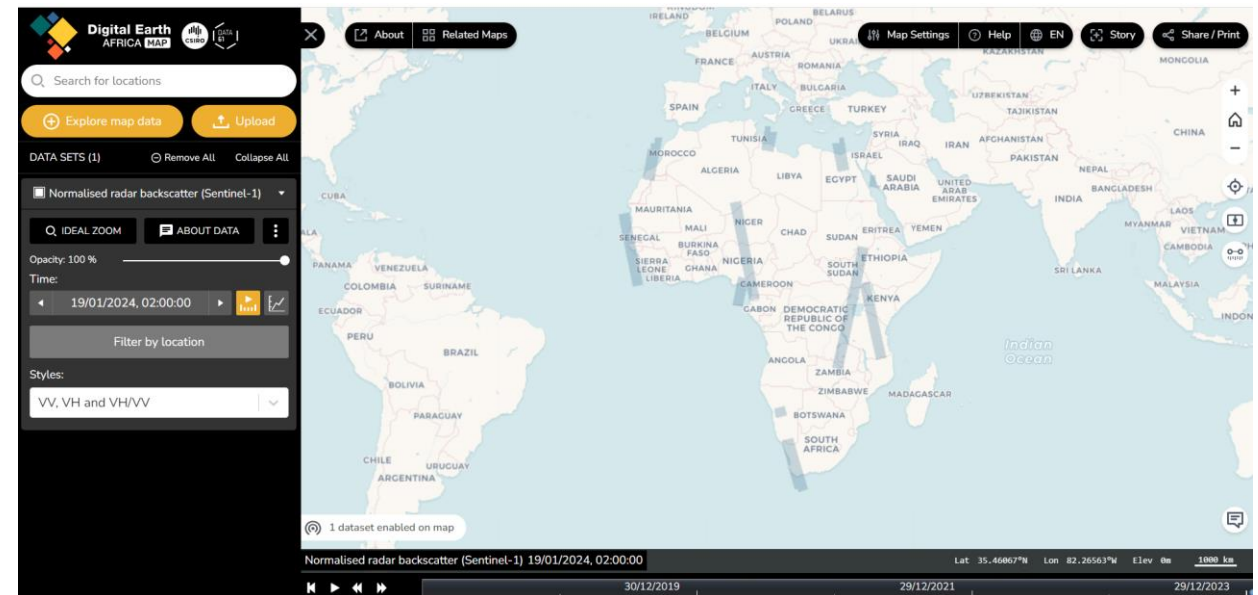 Digital Earth
AFRICA MAP
CSIRO
DATA
61
Search for locations
Explore map data
Upload
DATA SETS (1)
Remove All
Collapse All
Normalised radar backscatter (Sentinel-1)
IDEAL ZOOM
ABOUT DATA
Opacity: 100 %
Time:
19/01/2024, 02:00:00
Filter by location
Styles:
VV, VH and VH/VV
About
Related Maps
Map Settings
Help
EN
Story
Share / Print
IRELAND
POLAND
BELARUS
BELGIUM
UKRAI
KAZAKHSTAN
MONGOLIA
FRANCE
AUSTRIA
ROMANIA
ITALY
BULGARIA
UZBEKISTAN
SPAIN
GREECE
TURKEY
TAJIKISTAN
TUNISIA
SYRIA
IRAQ
IRAN
AFGHANISTAN
CHINA
MOROCCO
ISRAEL
PAKISTAN
ALGERIA
LIBYA
EGYPT
SAUDI
ARABIA
UNITED
ARAB
EMIRATES
NEPAL
BANGLADESH
INDIA
CUBA
MAURITANIA
LAOS
MALI
NIGER
MYANMAR
VIETNAM
SENEGAL
CHAD
SUDAN
ERITREA
YEMEN
BURKINA
FASO
CAMBODIA
SIERRA
LEONE
GHANA
NIGERIA
SOUTH
SUDAN
ETHIOPIA
SRI LANKA
LIBERIA
CAMEROON
MALAYSIA
PANAMA
VENEZUELA
COLOMBIA
SURINAME
KENYA
GABON
DEMOCRATIC
REPUBLIC OF
THE CONGO
INDON
ECUADOR
PERU
BRAZIL
Indian
Ocean
ANGOLA
ZAMBIA
BOLIVIA
ZIMBABWE
MADAGASCAR
PARAGUAY
BOTSWANA
SOUTH
AFRICA
CHILE
URUGUAY
ARGENTINA
1 dataset enabled on map
Normalised radar backscatter (Sentinel-1) 19/01/2024, 02:00:00
Lat 35.46067°N Lon 82.26563°W Elev 0m 1000 km
30/12/2019
29/12/2021
29/12/2023